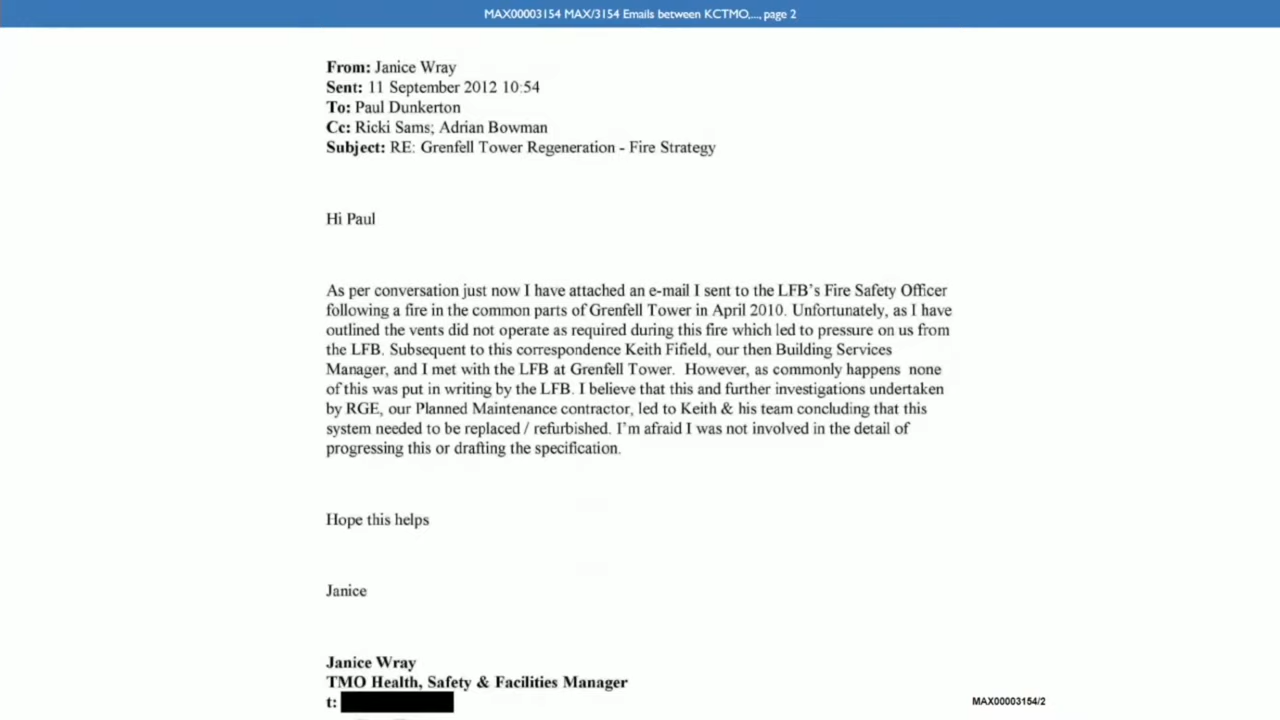 MAX00003154 MAX/3154 Emails between KCTMO,..., page 2
From: Janice Wray
Sent: 11 September 2012 10:54
To: Paul Dunkerton
Cc: Ricki Sams; Adrian Bowman
Subject: RE: Grenfell Tower Regeneration - Fire Strategy
Hi Paul
As per conversation just now I have attached an e-mail I sent to the LFB's Fire Safety Officer
following a fire in the common parts of Grenfell Tower in April 2010. Unfortunately, as I have
outlined the vents did not operate as required during this fire which led to pressure on us from
the LFB. Subsequent to this correspondence Keith Fifield, our then Building Services
Manager, and I met with the LFB at Grenfell Tower. However, as commonly happens none
of this was put in writing by the LFB. I believe that this and further investigations undertaken
by RGE, our Planned Maintenance contractor, led to Keith & his team concluding that this
system needed to be replaced / refurbished. I'm afraid I was not involved in the detail of
progressing this or drafting the specification.
Hope this helps
Janice
Janice Wray
TMO Health, Safety & Facilities Manager
t:
MAX00003154/2